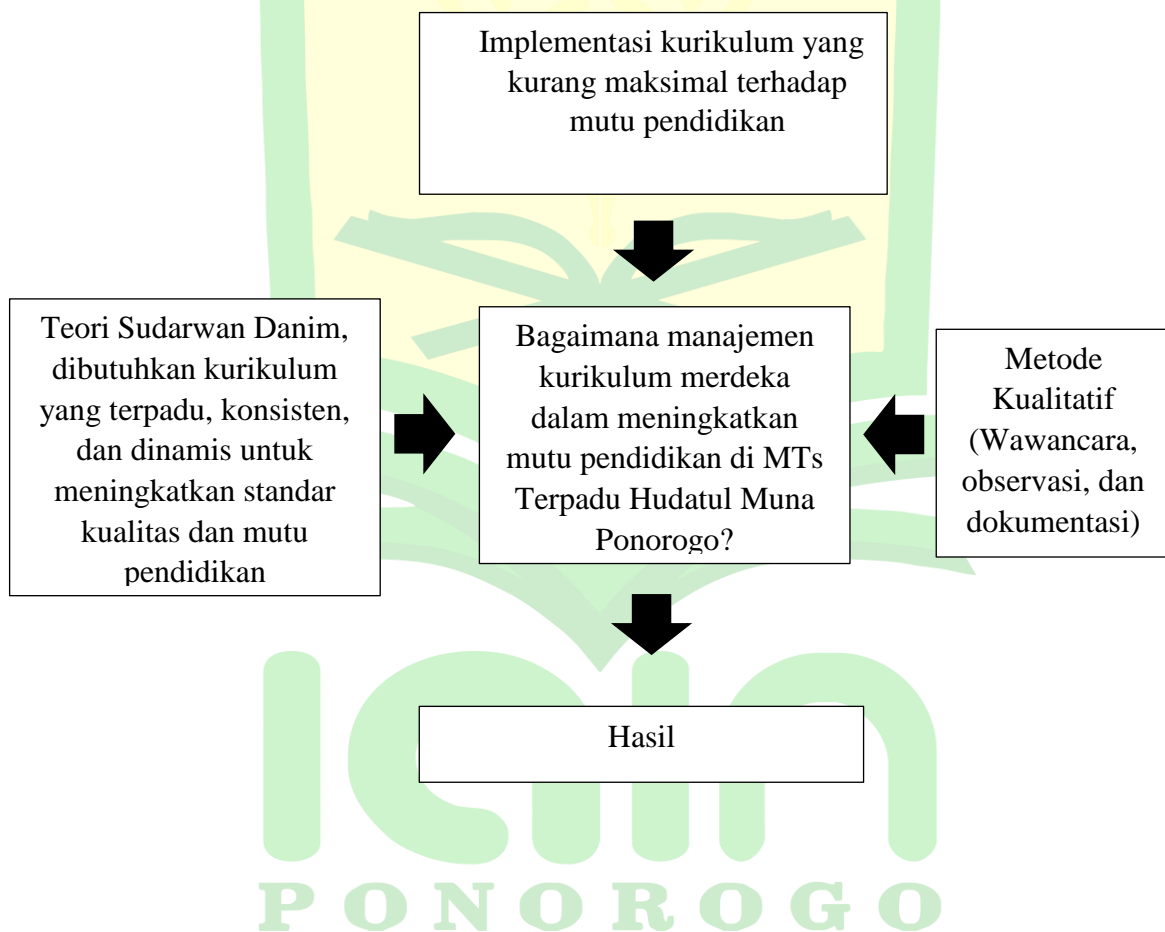 Implementasi kurikulum yang
kurang maksimal terhadap
mutu pendidikan
Teori Sudarwan Danim,
dibutuhkan kurikulum
yang terpadu, konsisten,
dan dinamis untuk
meningkatkan standar
kualitas dan mutu
pendidikan
Bagaimana manajemen
kurikulum merdeka
dalam meningkatkan
mutu pendidikan di MTs
Terpadu Hudatul Muna
Ponorogo?
Metode
Kualitatif
(Wawancara,
observasi, dan
dokumentasi)
Hasil
iain
PONOROGO